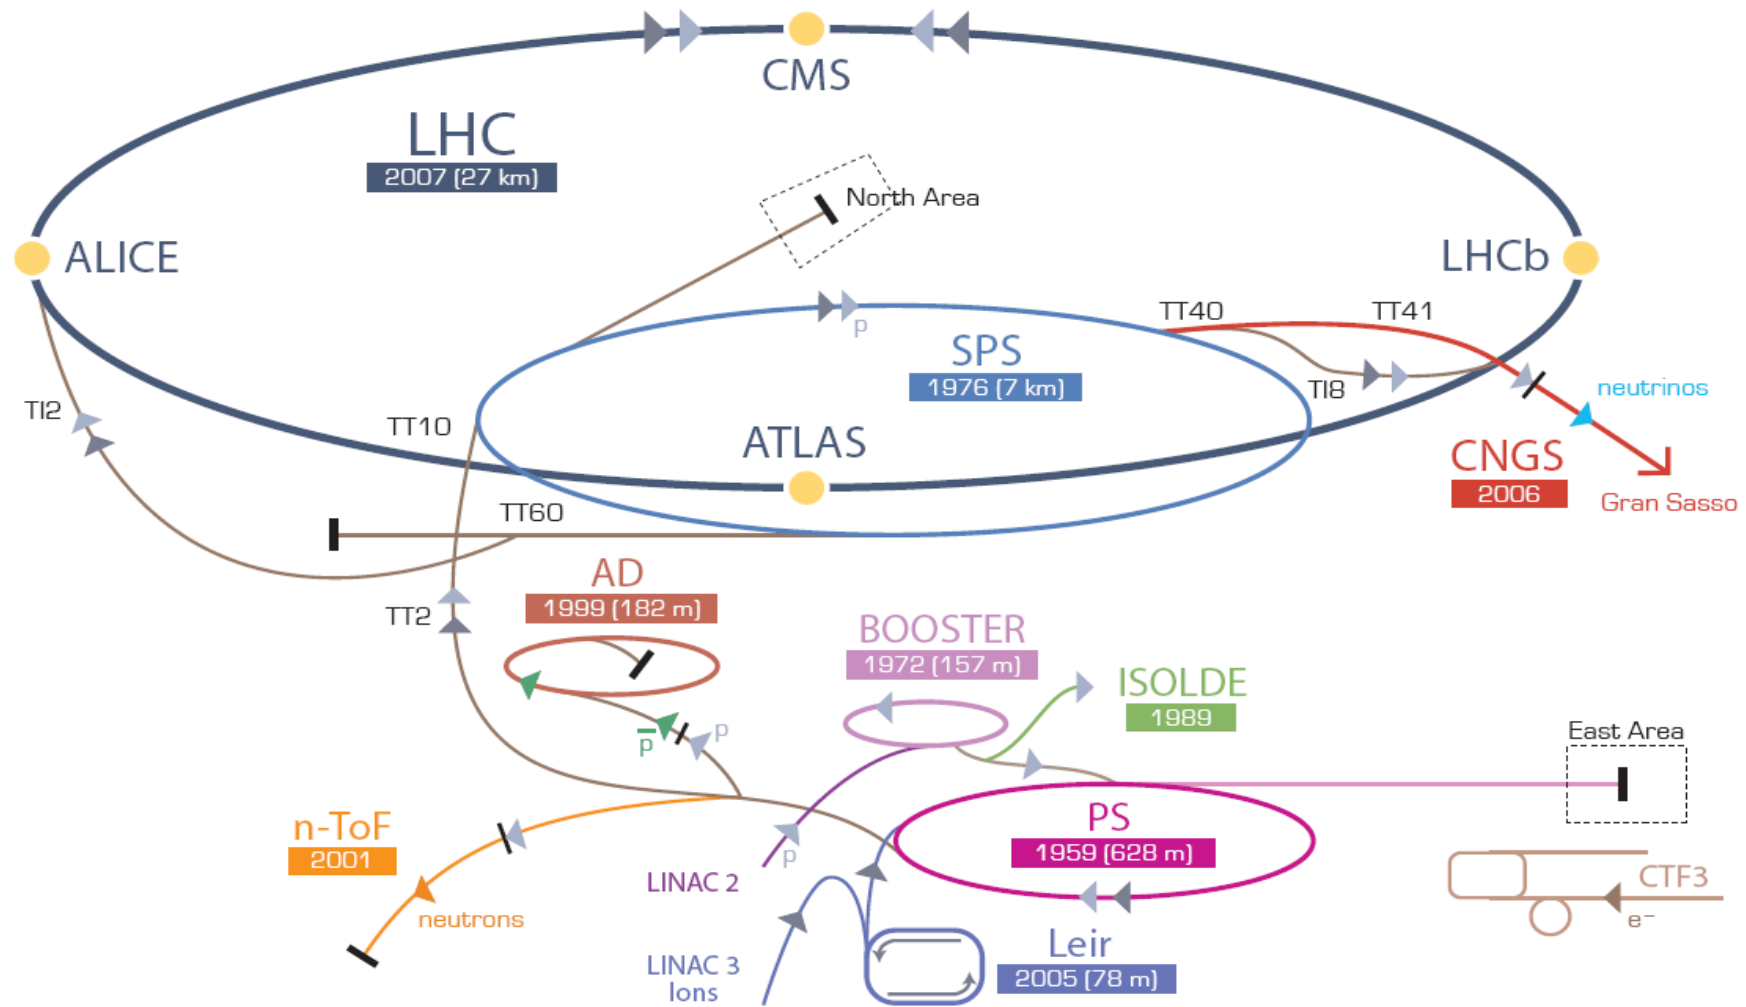 CMS
LHC
2007 (27 km)
North Area
ALICE
LHCb
TT40
TT41
p
SPS
1976 (7 km)
TI8
neutrinos
TI2
TT10
ATLAS
CNGS
2006
Gran Sasso
TT60
AD
1999 (182 m)
TT2
BOOSTER
1972 (157 m)
ISOLDE
1989
p
p̅
East Area
n-ToF
2001
PS
1959 (628 m)
p
LINAC 2
CTF3
neutrons
e⁻
Leir
2005 (78 m)
LINAC 3
Ions